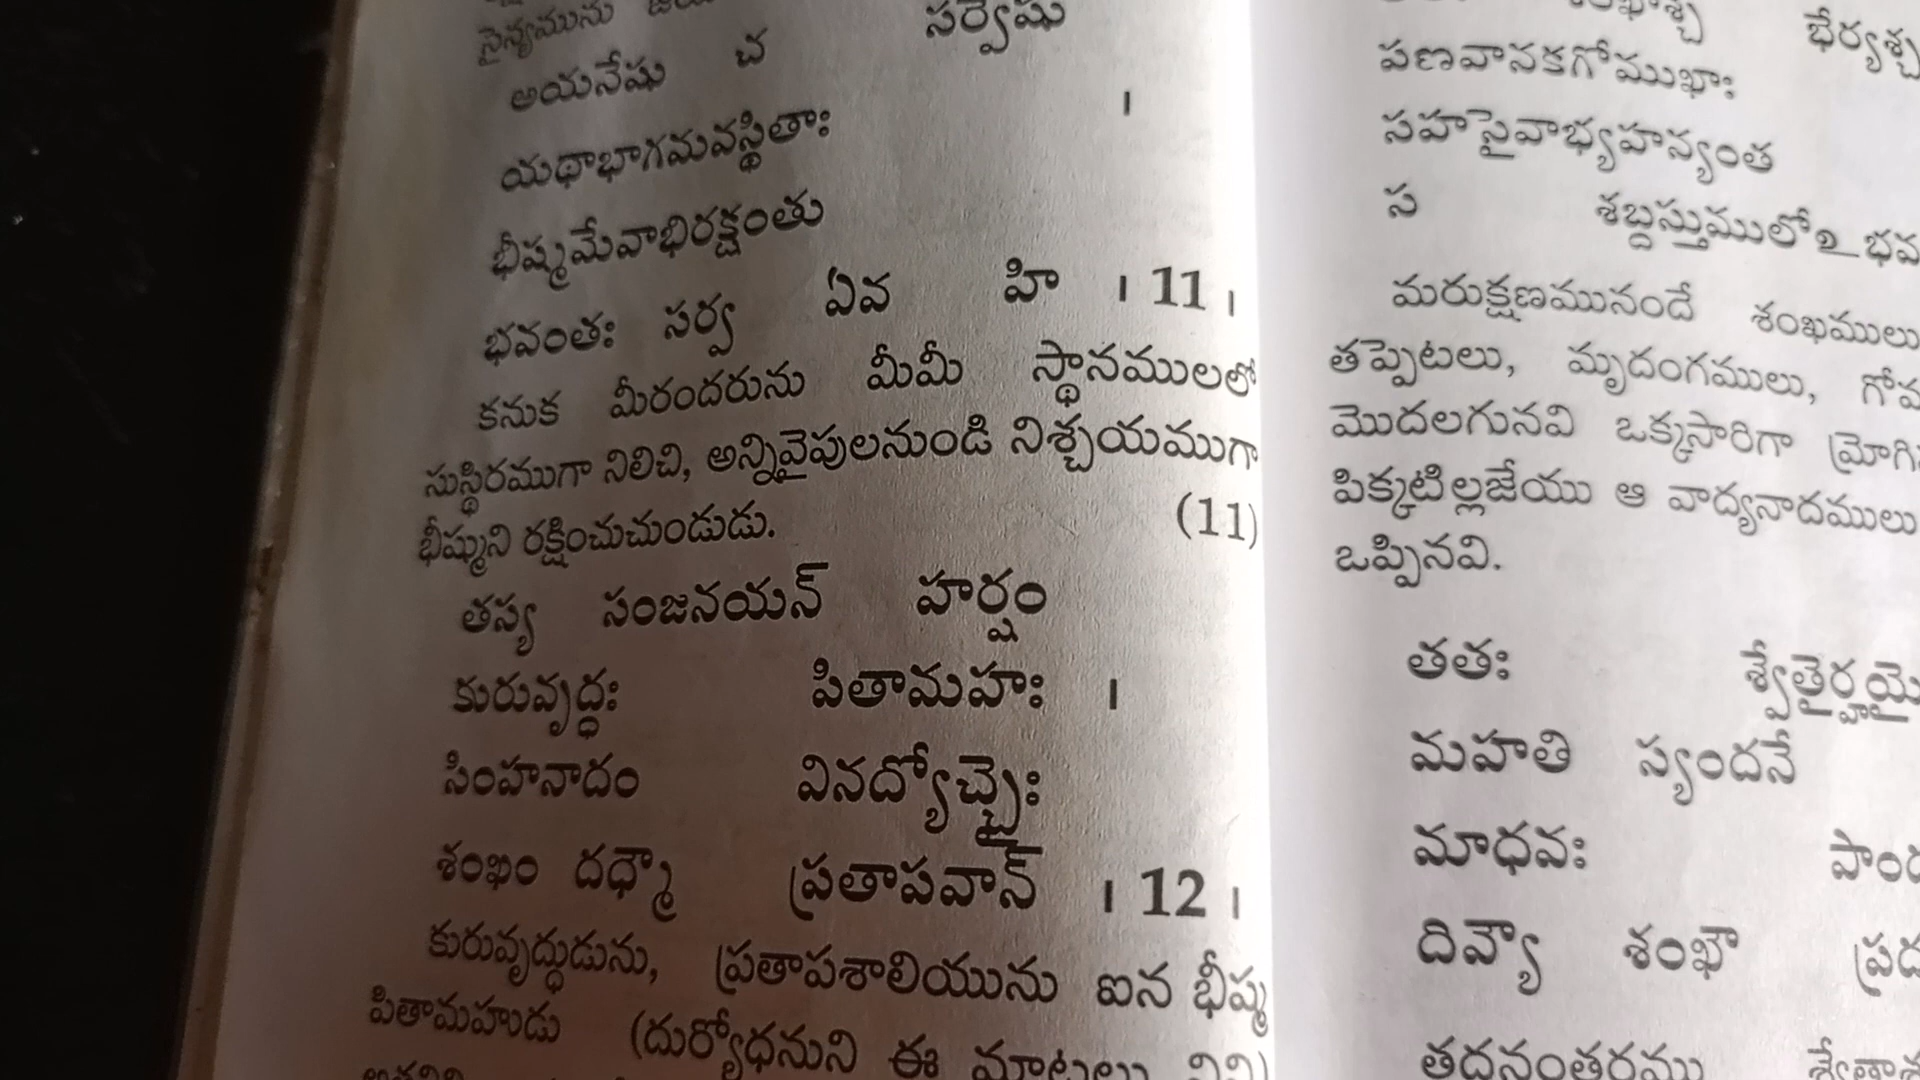 సైన్యమును
అయనేషు చ సర్వేషు
యథాభాగమవస్థితాః ।
భీష్మమేవాభిరక్షంతు
భవంతః సర్వ ఏవ హి । 11 ।
కనుక మీరందరును మీమీ స్థానములలో
సుస్థిరముగా నిలిచి, అన్నివైపులనుండి నిశ్చయముగా
భీష్ముని రక్షించుచుండుడు. (11)
తస్య సంజనయన్ హర్షం
కురువృద్ధః పితామహః ।
సింహనాదం వినద్యోచ్చైః
శంఖం దధ్మౌ ప్రతాపవాన్ । 12 ।
కురువృద్ధుడును, ప్రతాపశాలియును ఐన భీష్మ
పితామహుడు (దుర్యోధనుని ఈ మాటలు విని)
భేర్యశ్చ
పణవానకగోముఖాః
సహసైవాభ్యహన్యంత
స శబ్దస్తుములోఽభవ
మరుక్షణమునందే శంఖములు
తప్పెటలు, మృదంగములు,
మొదలగునవి ఒక్కసారిగా
పిక్కటిల్లజేయు ఆ వాద్యనాదములు
ఒప్పినవి.
తతః శ్వేతైర్హయై
మహతి స్యందనే
మాధవః
దివ్యౌ శంఖౌ
తదనంతరము